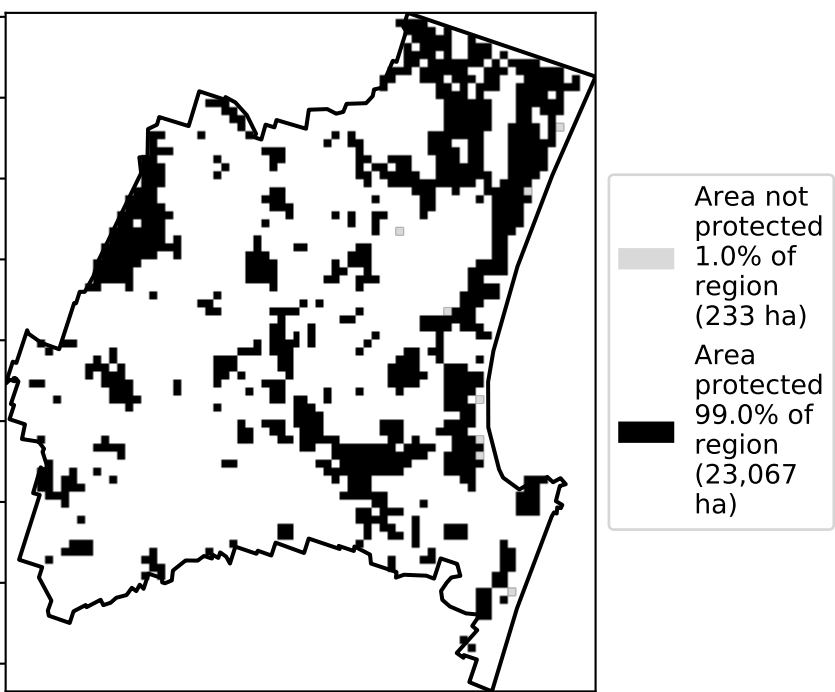 Area not
protected
1.0% of
region
(233 ha)
Area
protected
99.0% of
region
(23,067
ha)